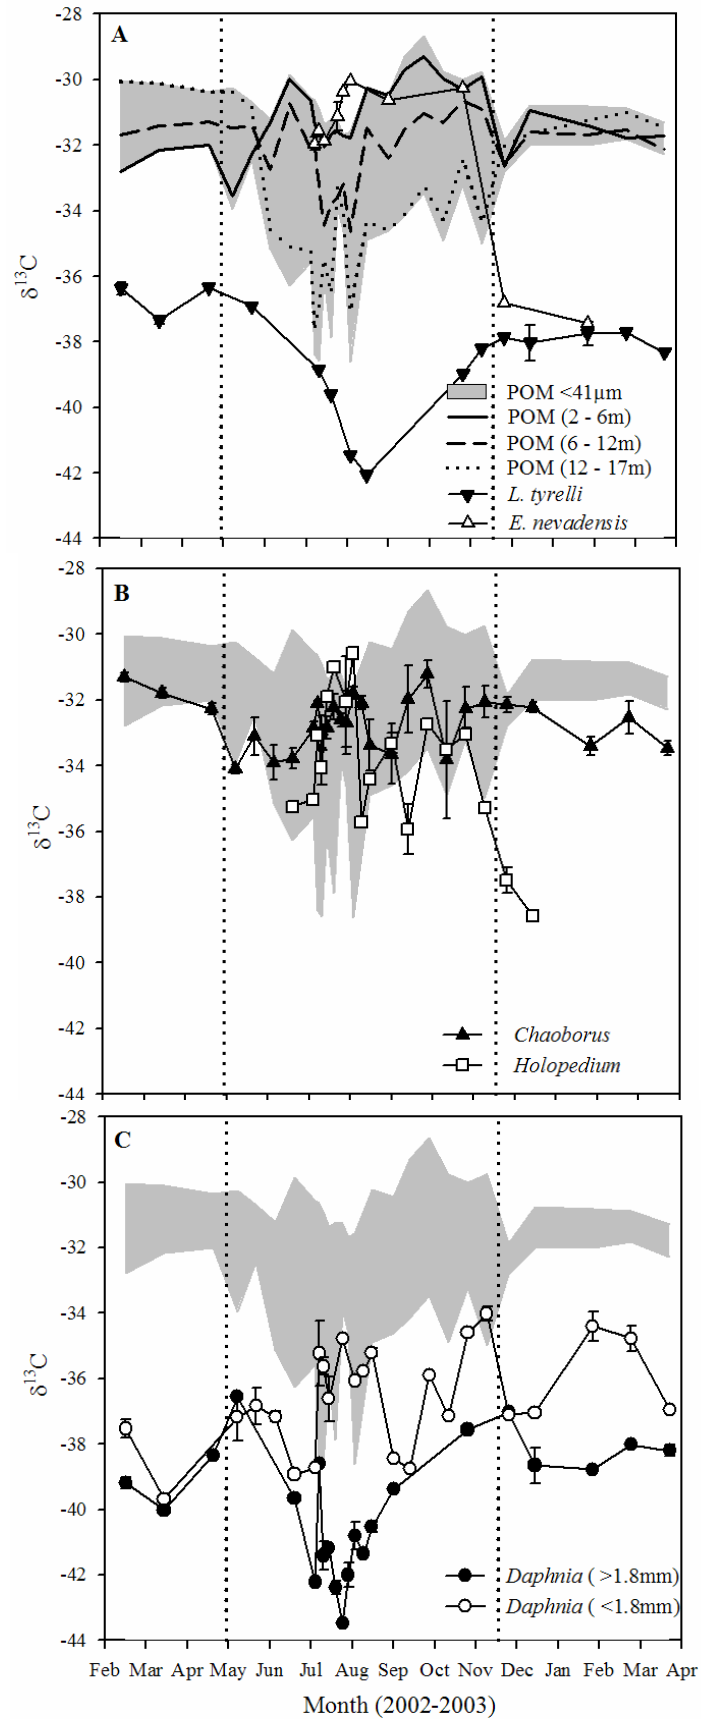 A
-28
-30
-32
-34
-36
-38
-40
-42
-44
δ13C
POM <41µm
POM (2 - 6m)
POM (6 - 12m)
POM (12 - 17m)
L. tyrelli
E. nevadensis
B
-28
-30
-32
-34
-36
-38
-40
-42
-44
δ13C
Chaoborus
Holopedium
C
-28
-30
-32
-34
-36
-38
-40
-42
-44
δ13C
Daphnia ( >1.8mm)
Daphnia ( <1.8mm)
Feb Mar Apr May Jun Jul Aug Sep Oct Nov Dec Jan Feb Mar Apr
Month (2002-2003)